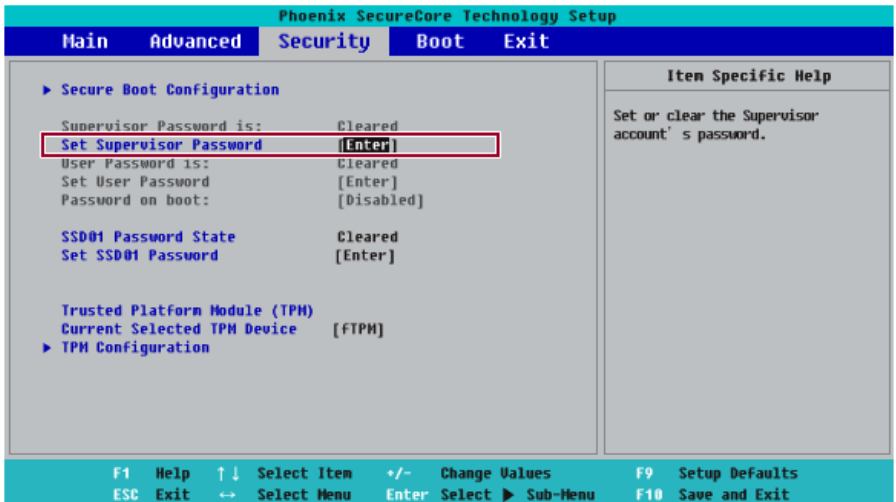 Phoenix SecureCore Technology Setup
Main Advanced Security Boot Exit
Item Specific Help
▶ Secure Boot Configuration
Supervisor Password is: Cleared
Set Supervisor Password [Enter]
User Password is: Cleared
Set User Password [Enter]
Password on boot: [Disabled]
SSD01 Password State Cleared
Set SSD01 Password [Enter]
Trusted Platform Module (TPM)
Current Selected TPM Device [fTPM]
▶ TPM Configuration
Set or clear the Supervisor
account's password.
F1 Help ↑↓ Select Item +/- Change Values F9 Setup Defaults
ESC Exit ↔ Select Menu Enter Select ▶ Sub-Menu F10 Save and Exit